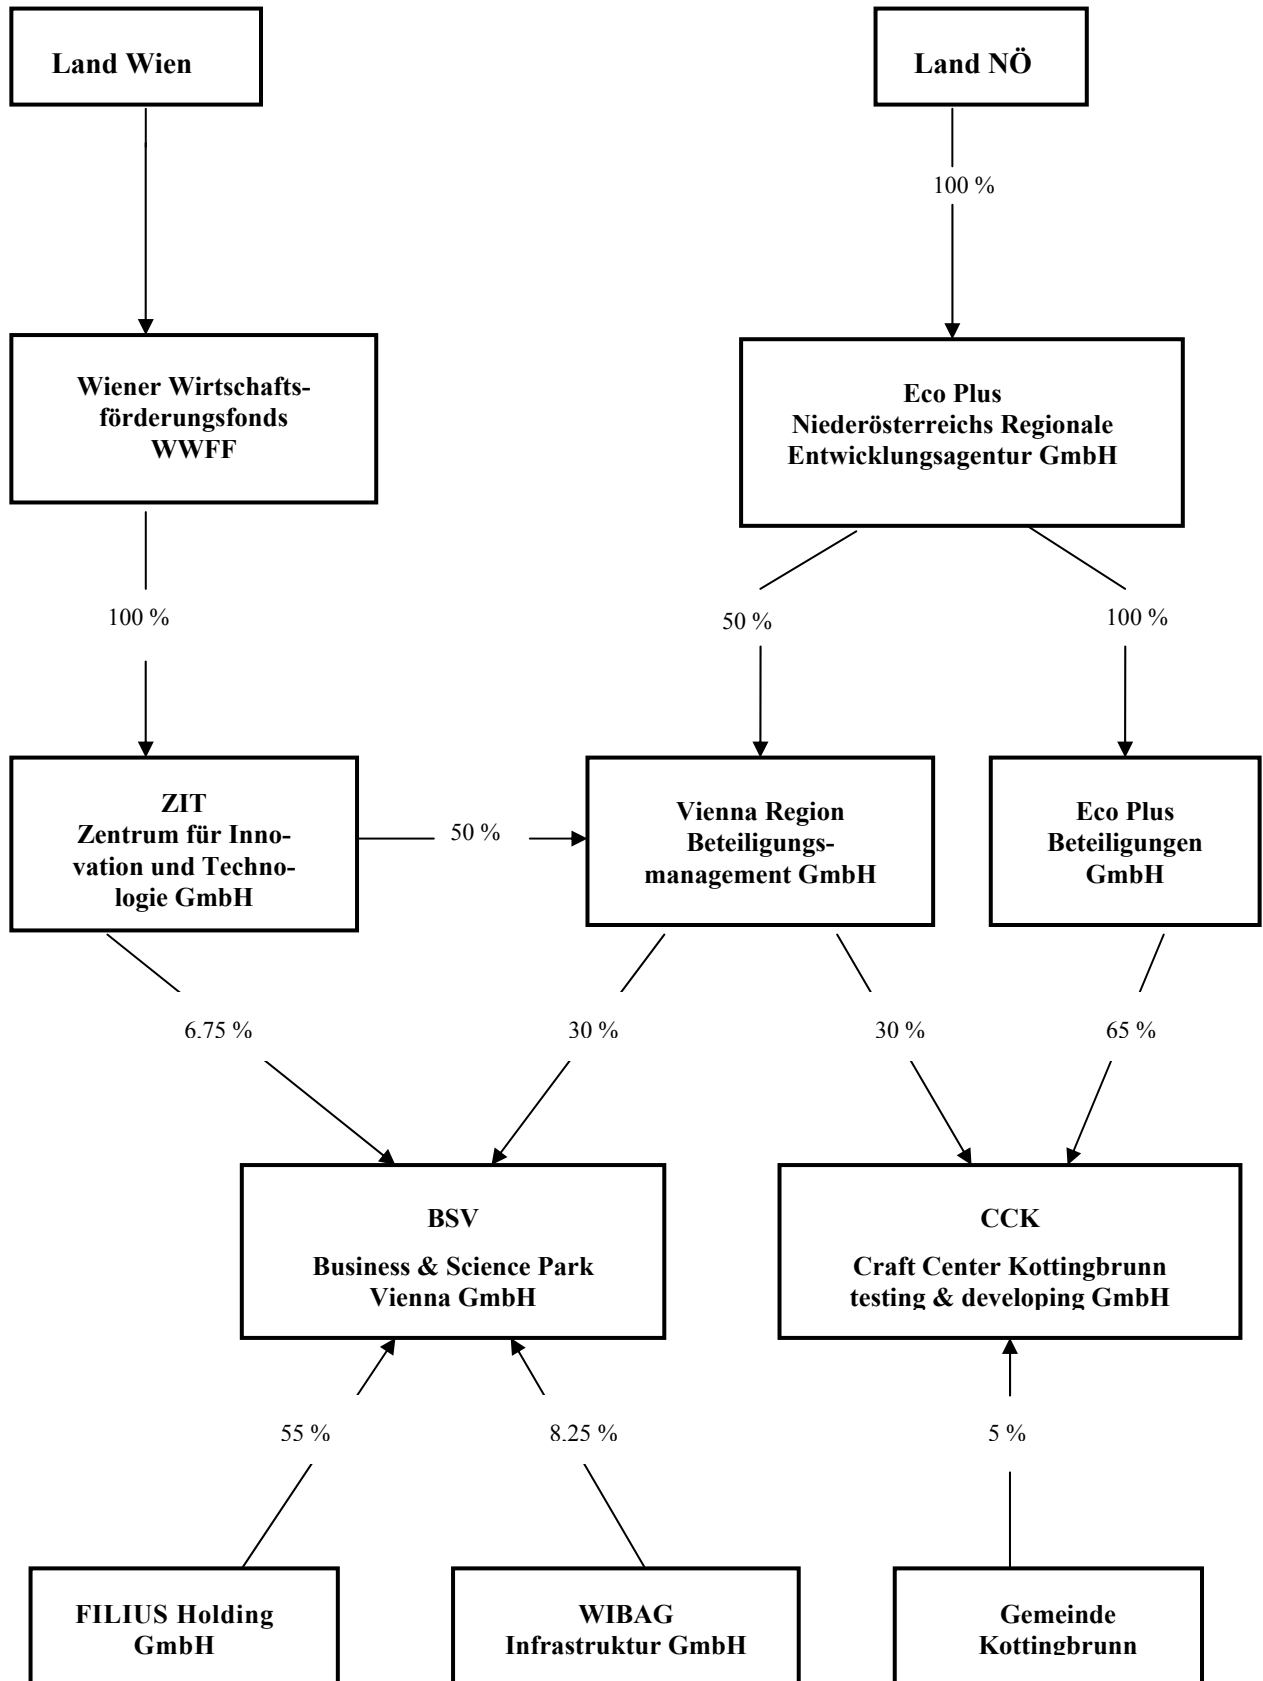 Land Wien
Land NÖ
100 %
Wiener Wirtschafts-
förderungsfonds
WWFF
Eco Plus
Niederösterreichs Regionale
Entwicklungsagentur GmbH
100 %
50 %
100 %
ZIT
Zentrum für Inno-
vation und Techno-
logie GmbH
50 %
Vienna Region
Beteiligungs-
management GmbH
Eco Plus
Beteiligungen
GmbH
6,75 %
30 %
30 %
65 %
BSV
Business & Science Park
Vienna GmbH
CCK
Craft Center Kottingbrunn
testing & developing GmbH
55 %
8,25 %
5 %
FILIUS Holding
GmbH
WIBAG
Infrastruktur GmbH
Gemeinde
Kottingbrunn